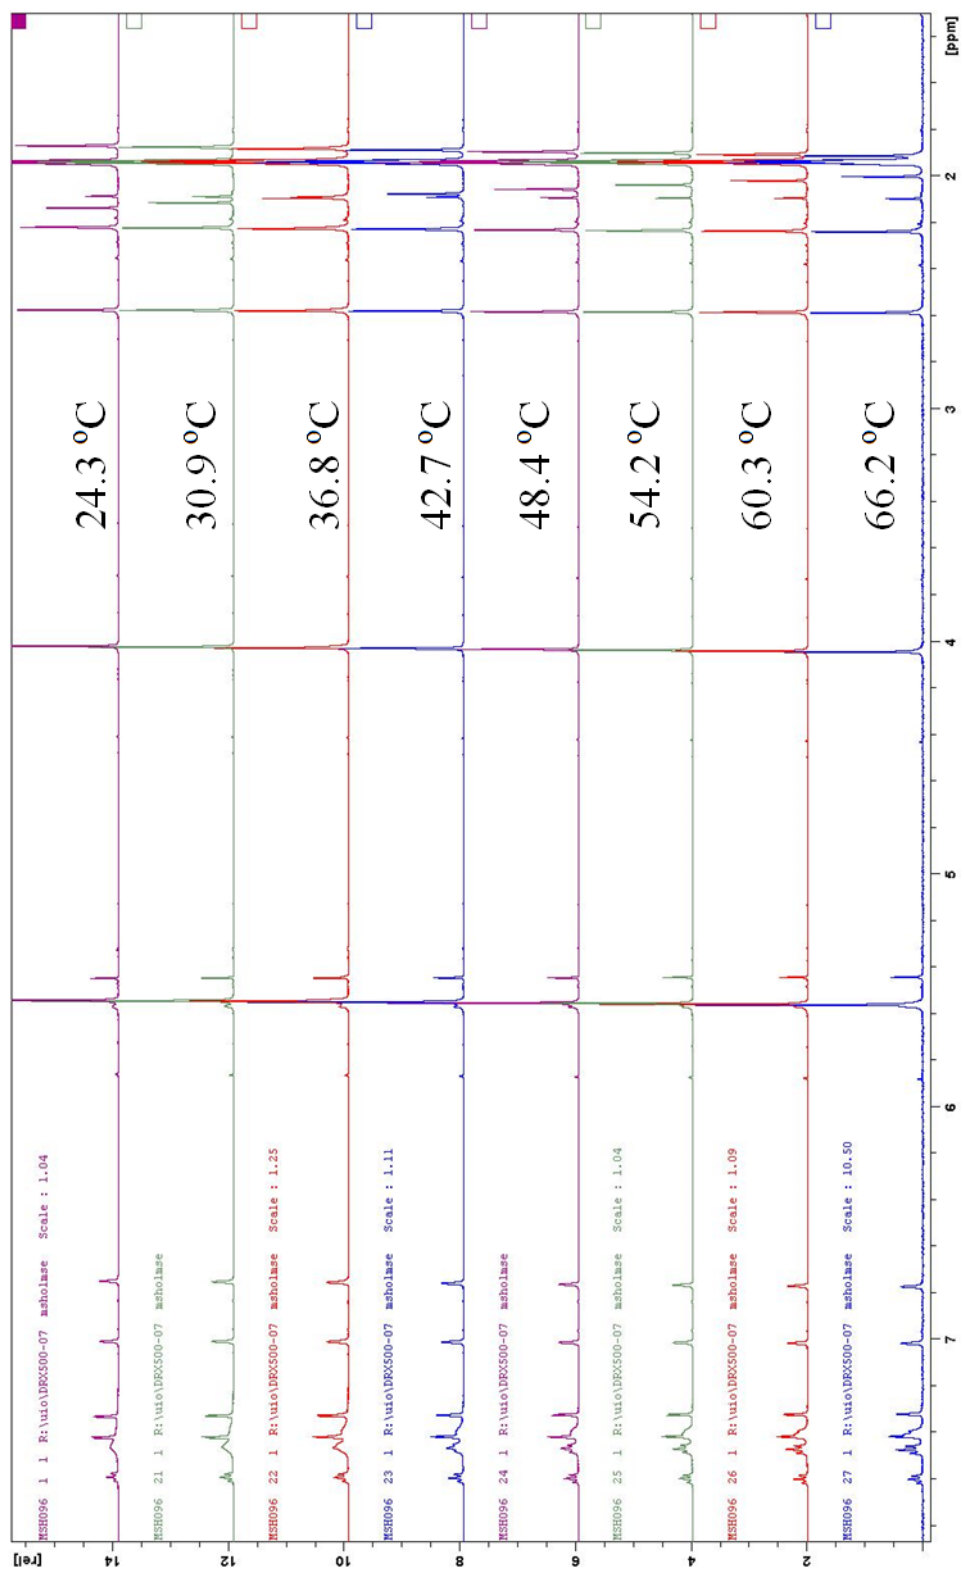 [rel]
14
12
10
8
6
4
2
MSH096 1 1 R:\uio\DRX500-07 msholmse Scale : 1.04
MSH096 21 1 R:\uio\DRX500-07 msholmse
MSH096 22 1 R:\uio\DRX500-07 msholmse Scale : 1.25
MSH096 23 1 R:\uio\DRX500-07 msholmse Scale : 1.11
MSH096 24 1 R:\uio\DRX500-07 msholmse
MSH096 25 1 R:\uio\DRX500-07 msholmse Scale : 1.04
MSH096 26 1 R:\uio\DRX500-07 msholmse Scale : 1.09
MSH096 27 1 R:\uio\DRX500-07 msholmse Scale : 10.50
24.3 °C
30.9 °C
36.8 °C
42.7 °C
48.4 °C
54.2 °C
60.3 °C
66.2 °C
7
6
5
4
3
2
[ppm]